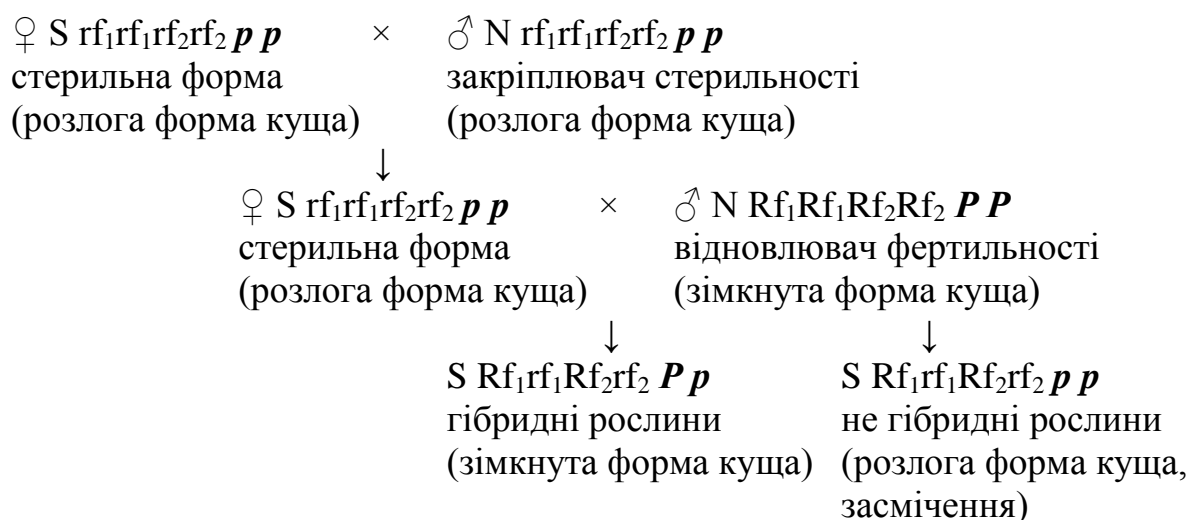 ♀ S rf₁rf₁rf₂rf₂ p p × ♂ N rf₁rf₁rf₂rf₂ p p
стерильна форма закріплювач стерильності
(розлога форма куща) (розлога форма куща)
↓
♀ S rf₁rf₁rf₂rf₂ p p × ♂ N Rf₁Rf₁Rf₂Rf₂ P P
стерильна форма відновлювач фертильності
(розлога форма куща) (зімкнута форма куща)
↓ ↓
S Rf₁rf₁Rf₂rf₂ P p S Rf₁rf₁Rf₂rf₂ p p
гібридні рослини не гібридні рослини
(зімкнута форма куща) (розлога форма куща,
засмічення)